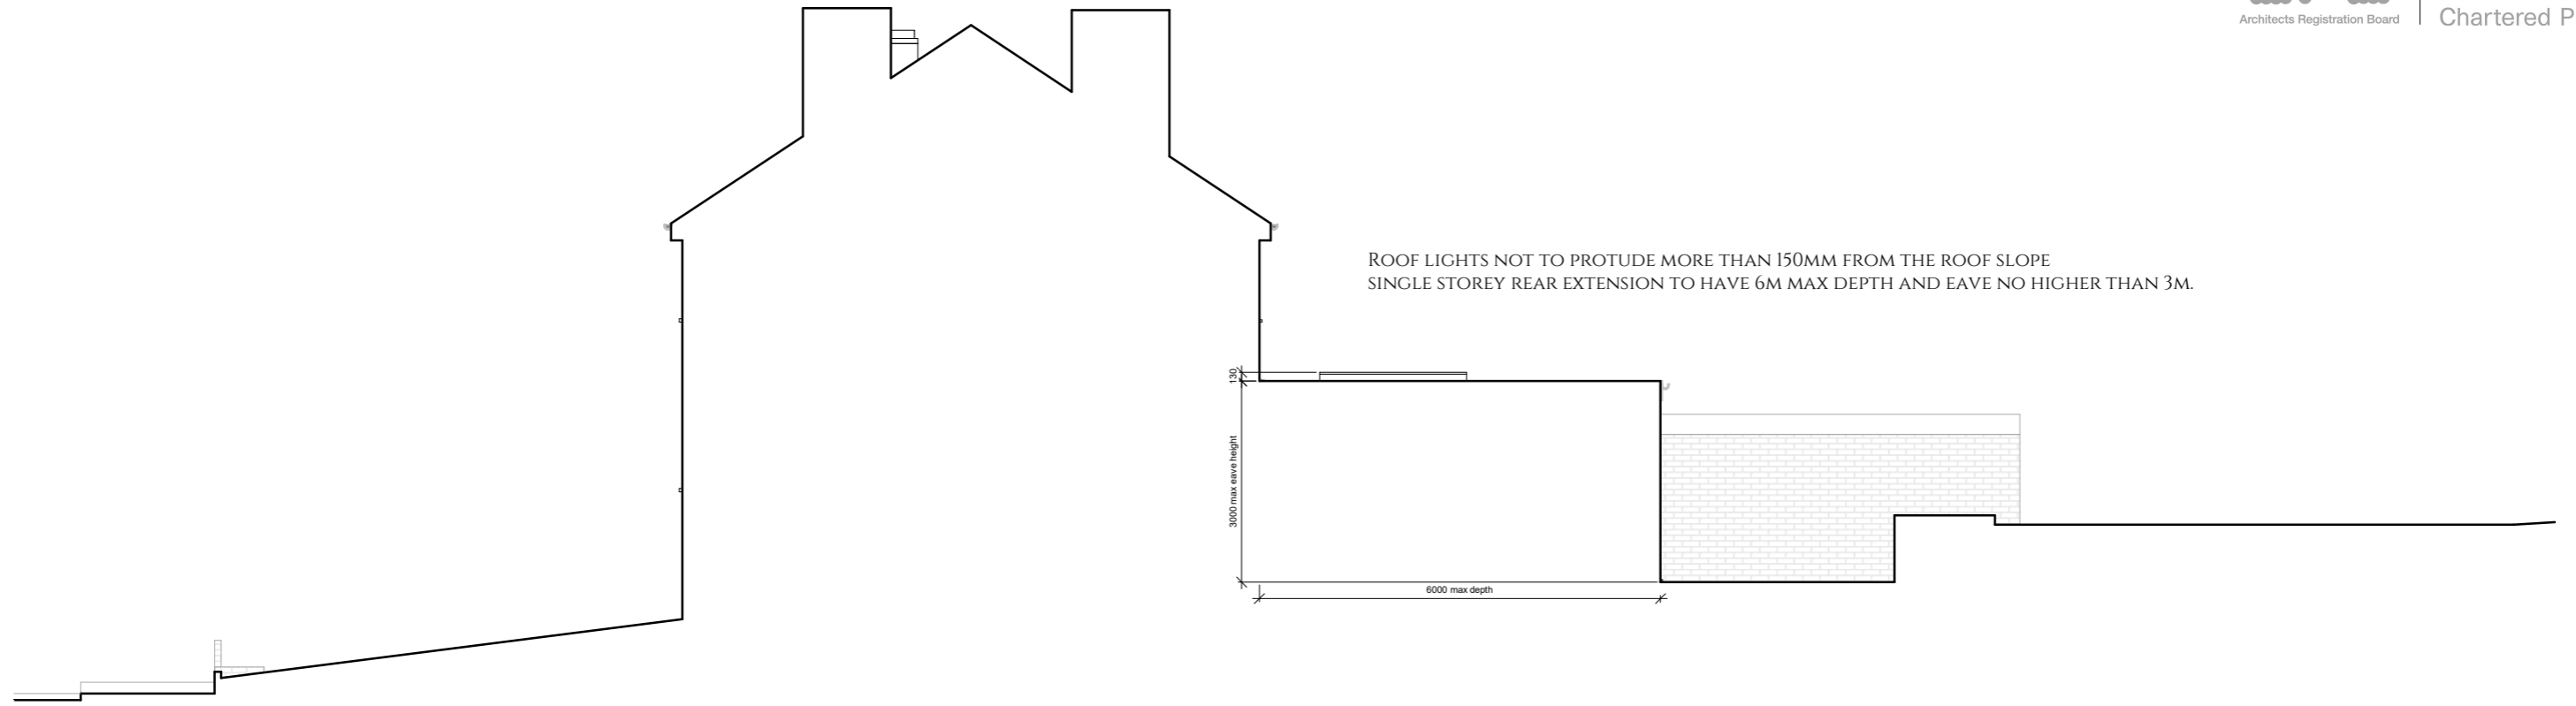 Architects Registration Board
Chartered P
ROOF LIGHTS NOT TO PROTUDE MORE THAN 150MM FROM THE ROOF SLOPE
SINGLE STOREY REAR EXTENSION TO HAVE 6M MAX DEPTH AND EAVE NO HIGHER THAN 3M.
130
3000 max eave height
6000 max depth